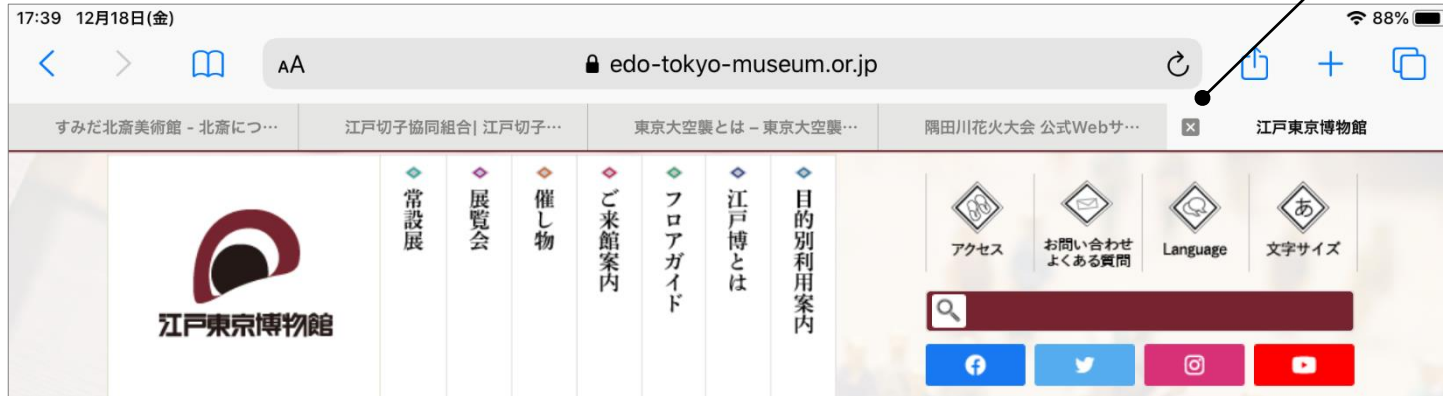 17:39 12月18日(金)
88%
AA
edo-tokyo-museum.or.jp
すみだ北斎美術館 - 北斎につ…
江戸切子協同組合| 江戸切子…
東京大空襲とは – 東京大空襲…
隅田川花火大会 公式Webサ…
江戸東京博物館
江戸東京博物館
常設展
展覧会
催し物
ご来館案内
フロアガイド
江戸博とは
目的別利用案内
アクセス
お問い合わせ
よくある質問
Language
あ
文字サイズ